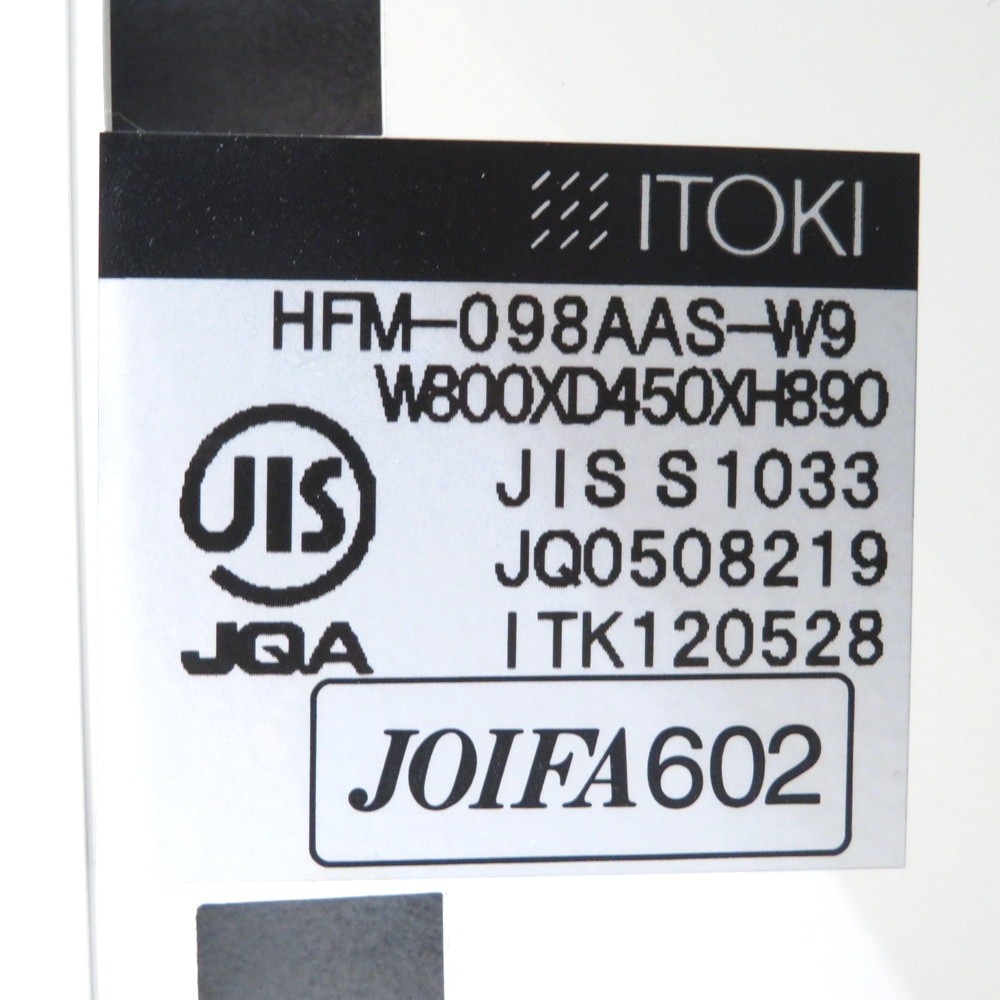 ITOKI
HFM-098AAS-W9
W800XD450XH890
JIS
JIS S1033
JQ0508219
JQA
ITK120528
JOIFA602